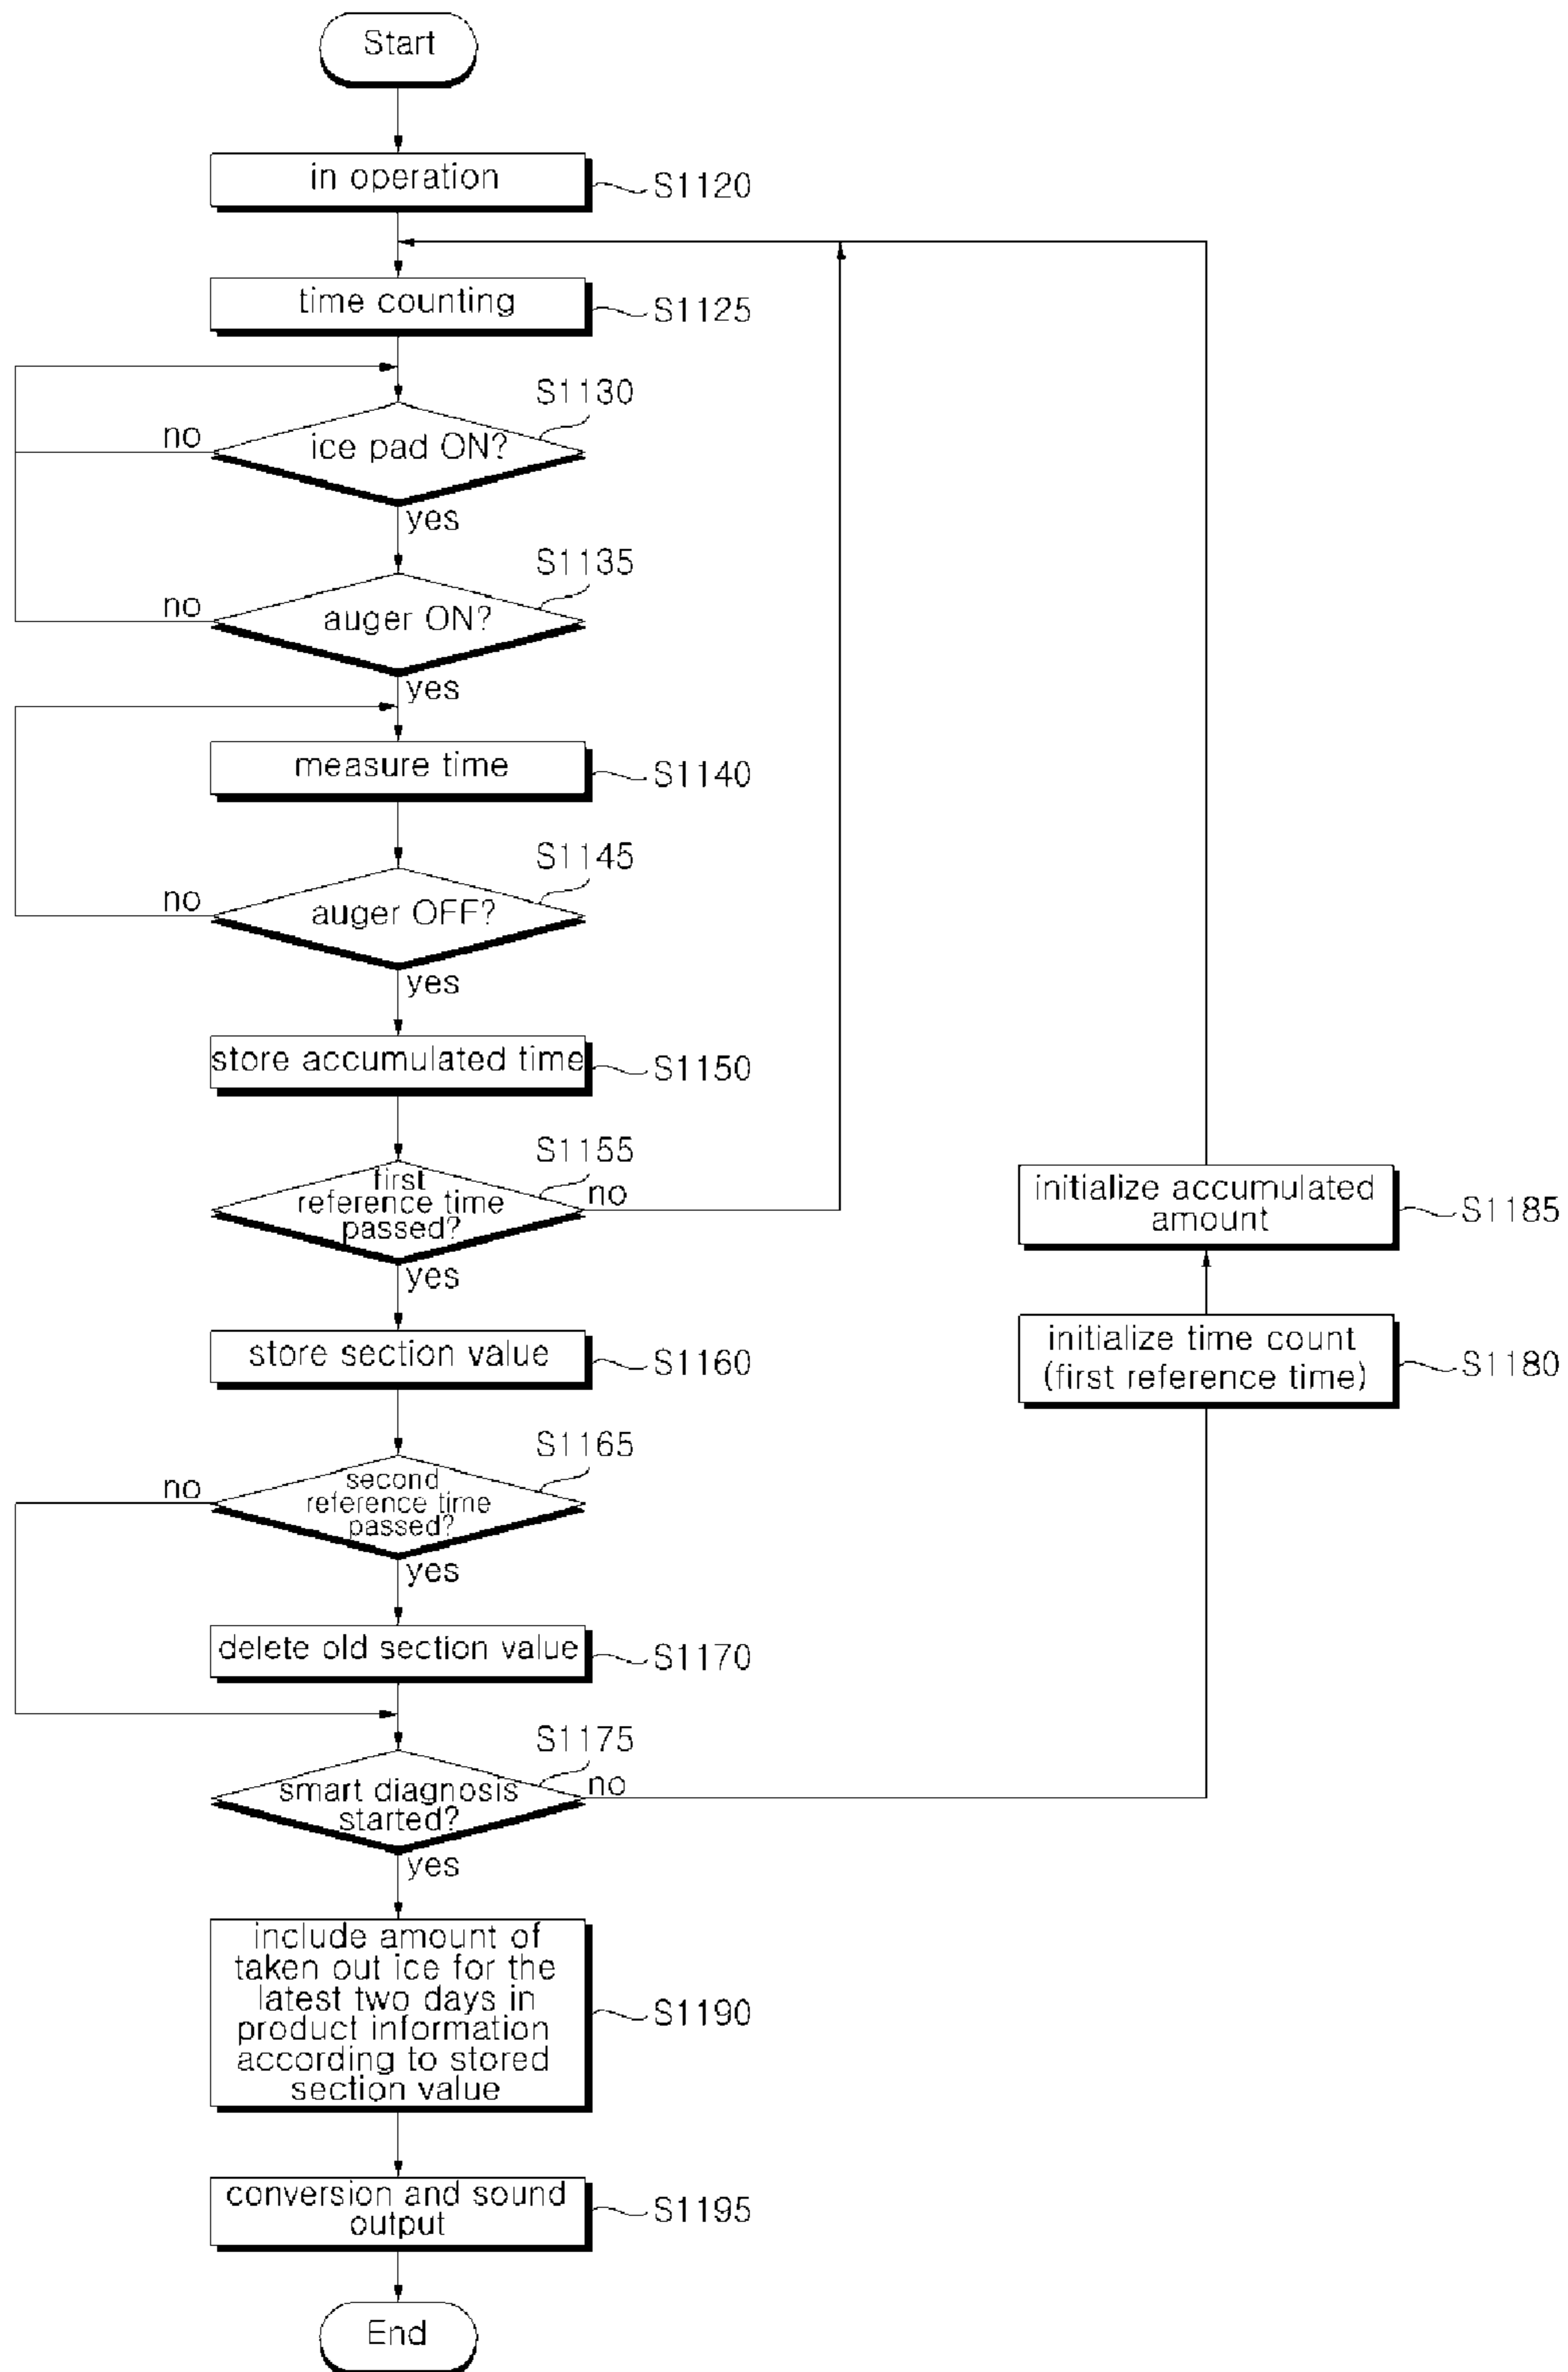 Start
in operation
S1120
time counting
S1125
S1130
no
ice pad ON?
yes
S1135
no
auger ON?
yes
measure time
S1140
S1145
no
auger OFF?
yes
store accumulated time
S1150
S1155
first
reference time
passed?
no
yes
initialize accumulated
amount
S1185
store section value
S1160
initialize time count
(first reference time)
S1180
S1165
no
second
reference time
passed?
yes
delete old section value
S1170
S1175
smart diagnosis
started?
no
yes
include amount of
taken out ice for the
latest two days in
product information
according to stored
section value
S1190
conversion and sound
output
S1195
End